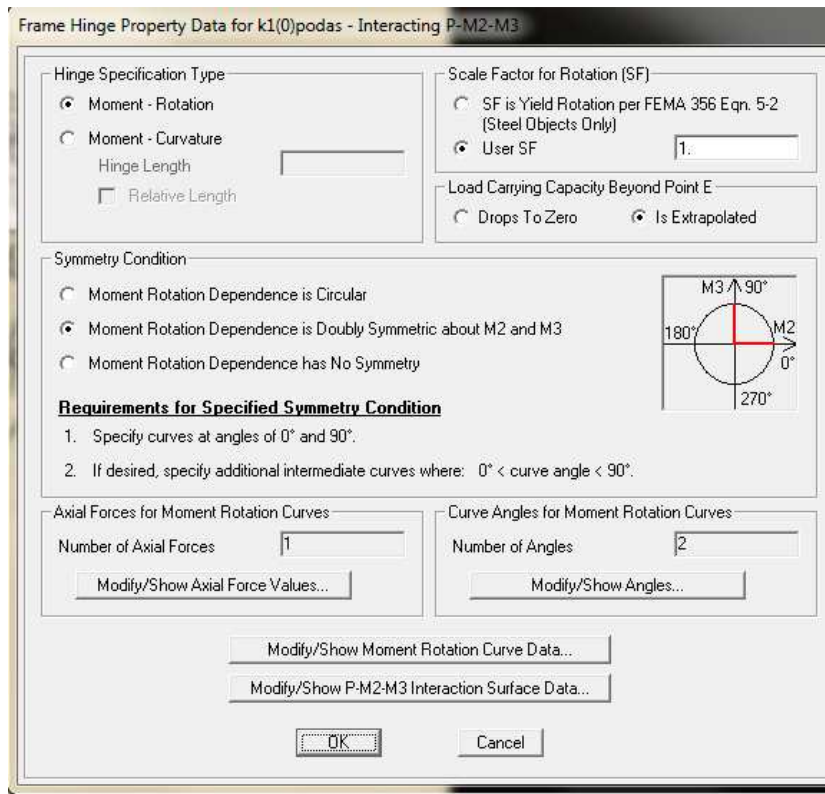 Frame Hinge Property Data for k1(0)podas - Interacting P-M2-M3
Hinge Specification Type
Moment - Rotation
Moment - Curvature
Hinge Length
Relative Length
Scale Factor for Rotation (SF)
SF is Yield Rotation per FEMA 356 Eqn. 5-2
(Steel Objects Only)
User SF
1.
Load Carrying Capacity Beyond Point E
Drops To Zero
Is Extrapolated
Symmetry Condition
Moment Rotation Dependence is Circular
Moment Rotation Dependence is Doubly Symmetric about M2 and M3
Moment Rotation Dependence has No Symmetry
M3 90°
180°
M2
0°
270°
Requirements for Specified Symmetry Condition
1. Specify curves at angles of 0° and 90°.
2. If desired, specify additional intermediate curves where: 0° < curve angle < 90°.
Axial Forces for Moment Rotation Curves
Number of Axial Forces 1
Modify/Show Axial Force Values...
Curve Angles for Moment Rotation Curves
Number of Angles 2
Modify/Show Angles...
Modify/Show Moment Rotation Curve Data...
Modify/Show P-M2-M3 Interaction Surface Data...
OK
Cancel